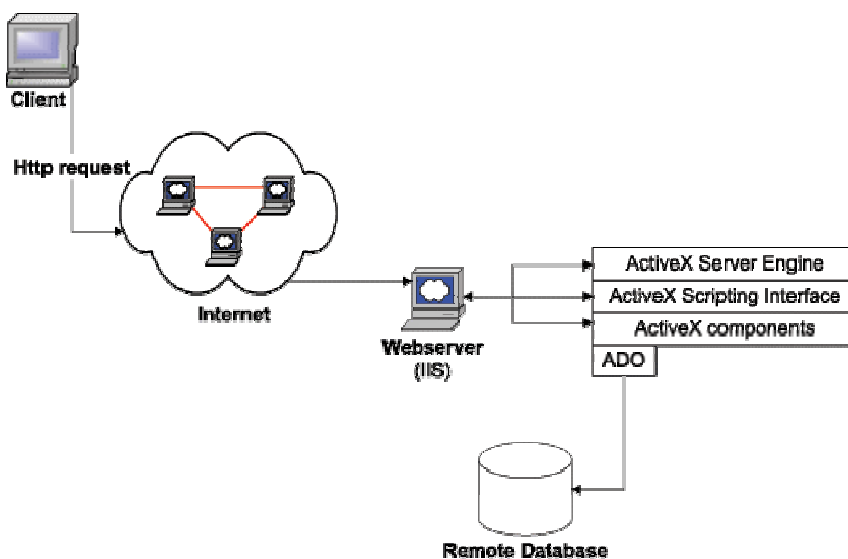 Client
Http request
Internet
Webserver
(IIS)
ActiveX Server Engine
ActiveX Scripting Interface
ActiveX components
ADO
Remote Database